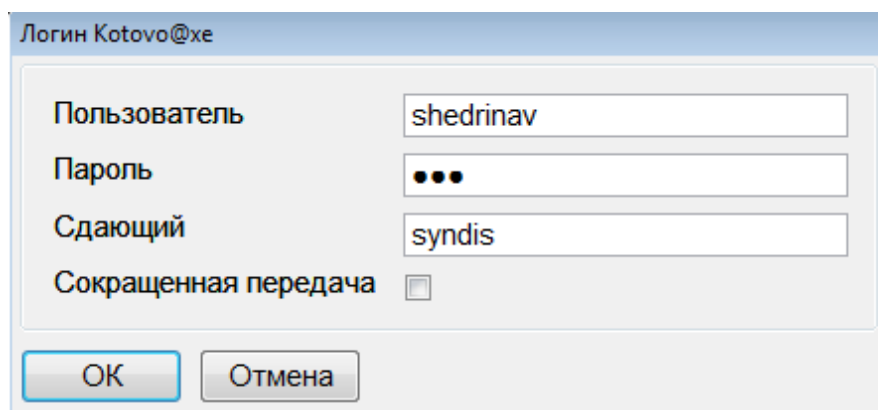 Логин Kotovo@xe
Пользователь shedrinav
Пароль •••
Сдающий syndis
Сокращенная передача
ОК Отмена